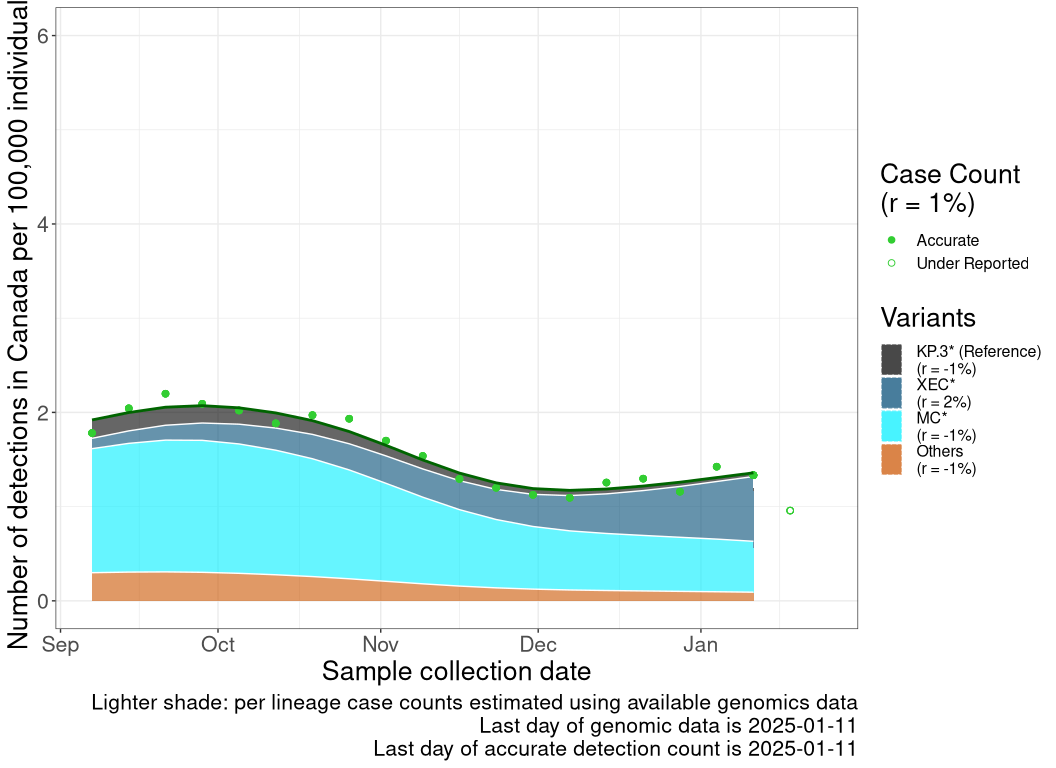 Number of detections in Canada per 100,000 individual
6
4
2
0
Sep Oct Nov Dec Jan
Sample collection date
Lighter shade: per lineage case counts estimated using available genomics data
Last day of genomic data is 2025-01-11
Last day of accurate detection count is 2025-01-11
Case Count
(r = 1%)
Accurate
Under Reported
Variants
KP.3* (Reference)
(r = -1%)
XEC*
(r = 2%)
MC*
(r = -1%)
Others
(r = -1%)